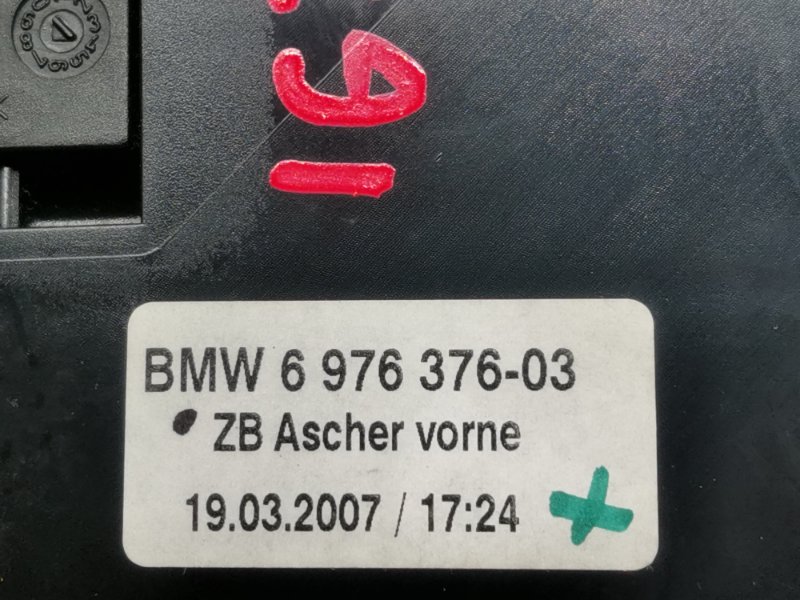 BMW 6 976 376-03
ZB Ascher vorne
19.03.2007 / 17:24